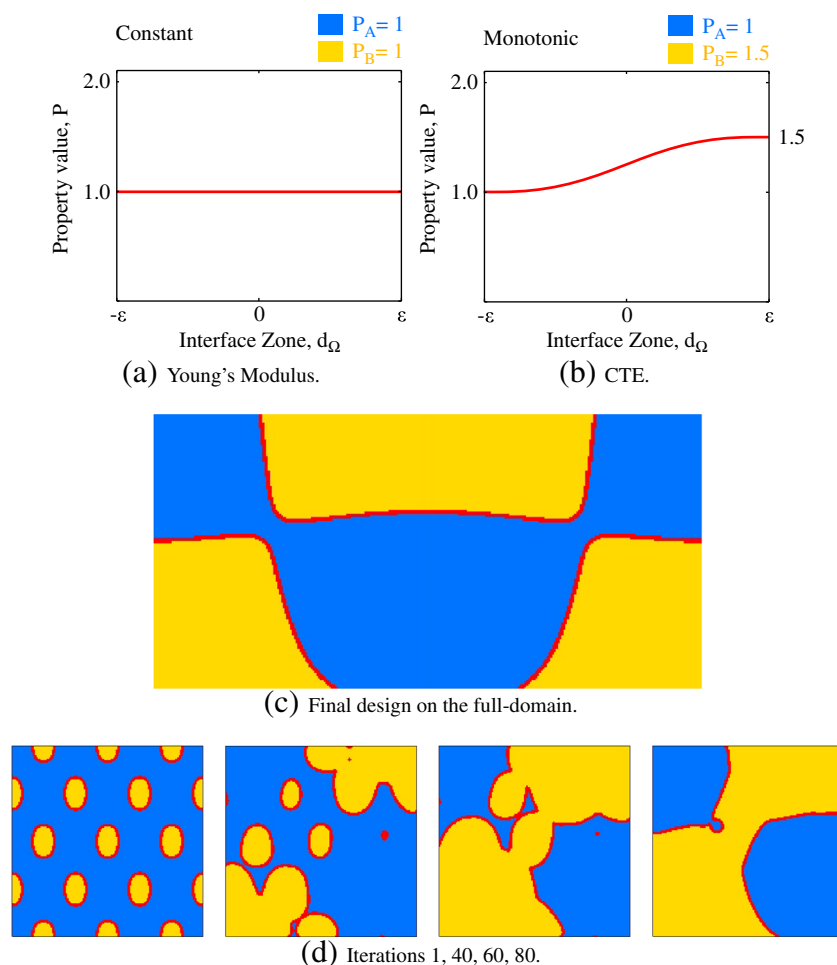 Constant
P_A= 1
P_B= 1
Property value, P
2.0
1.0
-ε 0 ε
Interface Zone, d_Ω
(a) Young's Modulus.
Monotonic
P_A= 1
P_B= 1.5
Property value, P
2.0
1.0
1.5
-ε 0 ε
Interface Zone, d_Ω
(b) CTE.
(c) Final design on the full-domain.
(d) Iterations 1, 40, 60, 80.